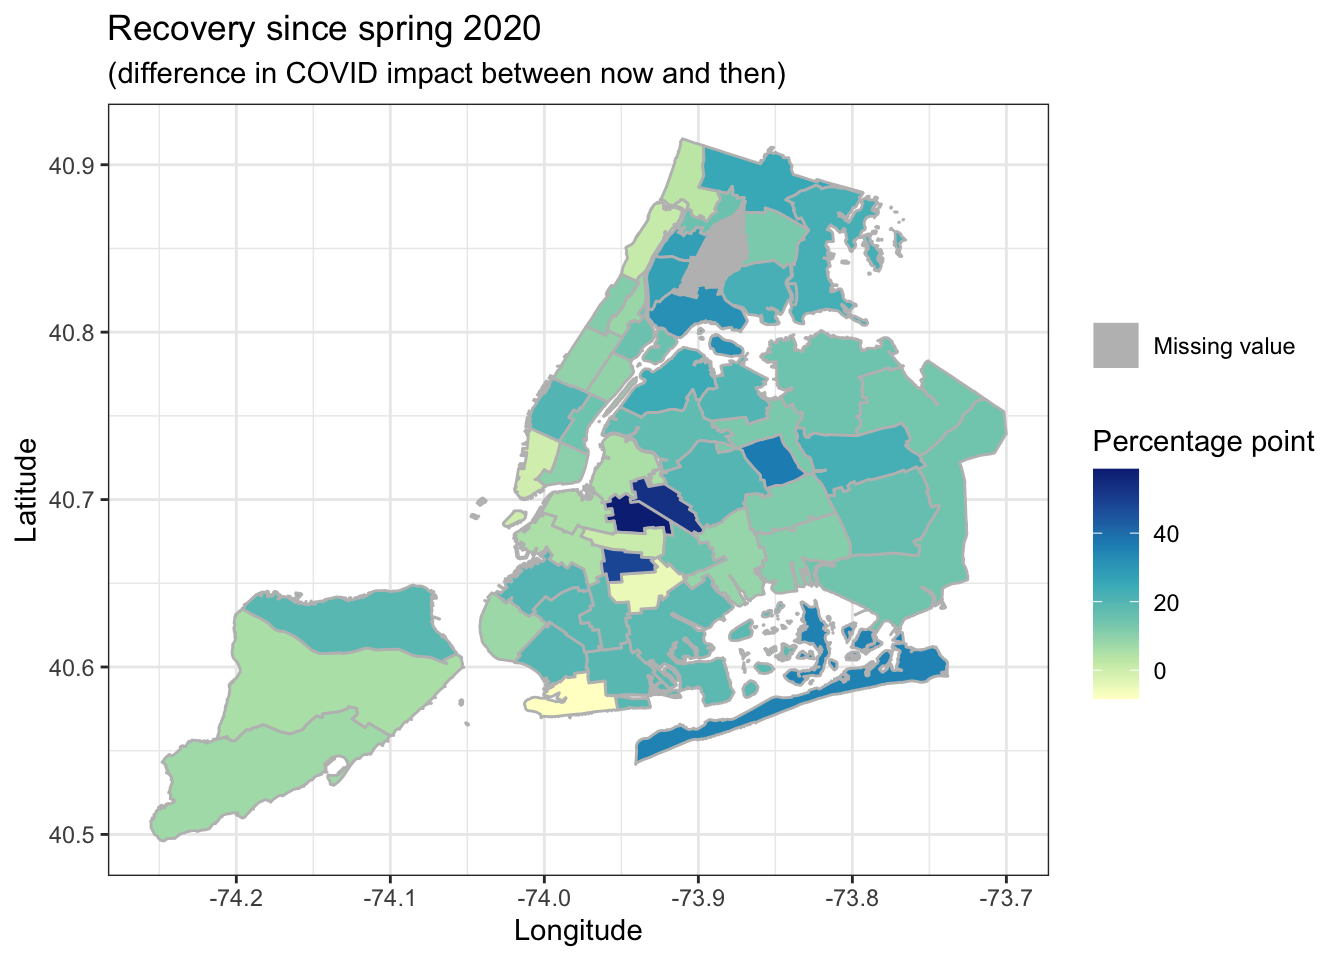 Recovery since spring 2020
(difference in COVID impact between now and then)
40.9
40.8
40.7
40.6
40.5
Latitude
-74.2
-74.1
-74.0
-73.9
-73.8
-73.7
Longitude
Missing value
Percentage point
40
20
0